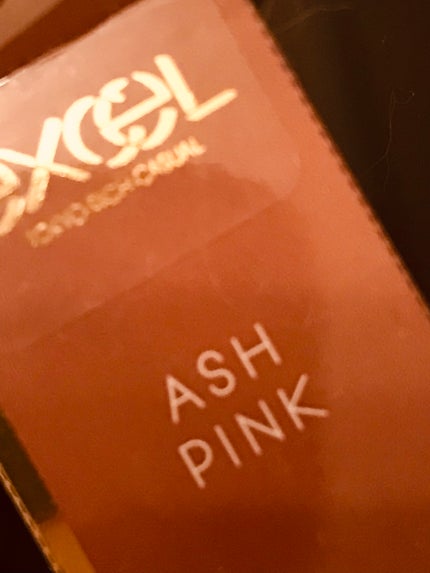 excel
TOKYO RICH CASUAL
ASH
PINK